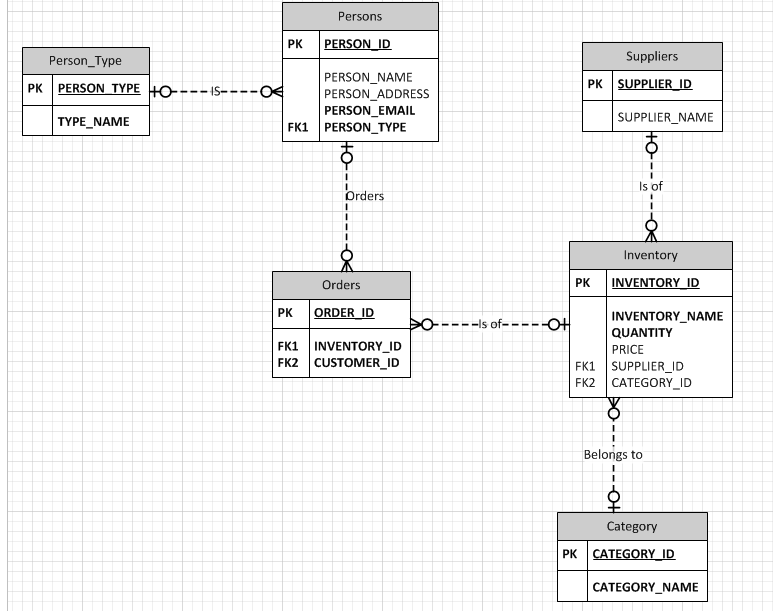 Persons
PK PERSON_ID
PERSON_NAME
PERSON_ADDRESS
PERSON_EMAIL
FK1 PERSON_TYPE
Person_Type
PK PERSON_TYPE
TYPE_NAME
IS
Suppliers
PK SUPPLIER_ID
SUPPLIER_NAME
Orders
Is of
Orders
PK ORDER_ID
FK1 INVENTORY_ID
FK2 CUSTOMER_ID
Is of
Inventory
PK INVENTORY_ID
INVENTORY_NAME
QUANTITY
PRICE
FK1 SUPPLIER_ID
FK2 CATEGORY_ID
Belongs to
Category
PK CATEGORY_ID
CATEGORY_NAME